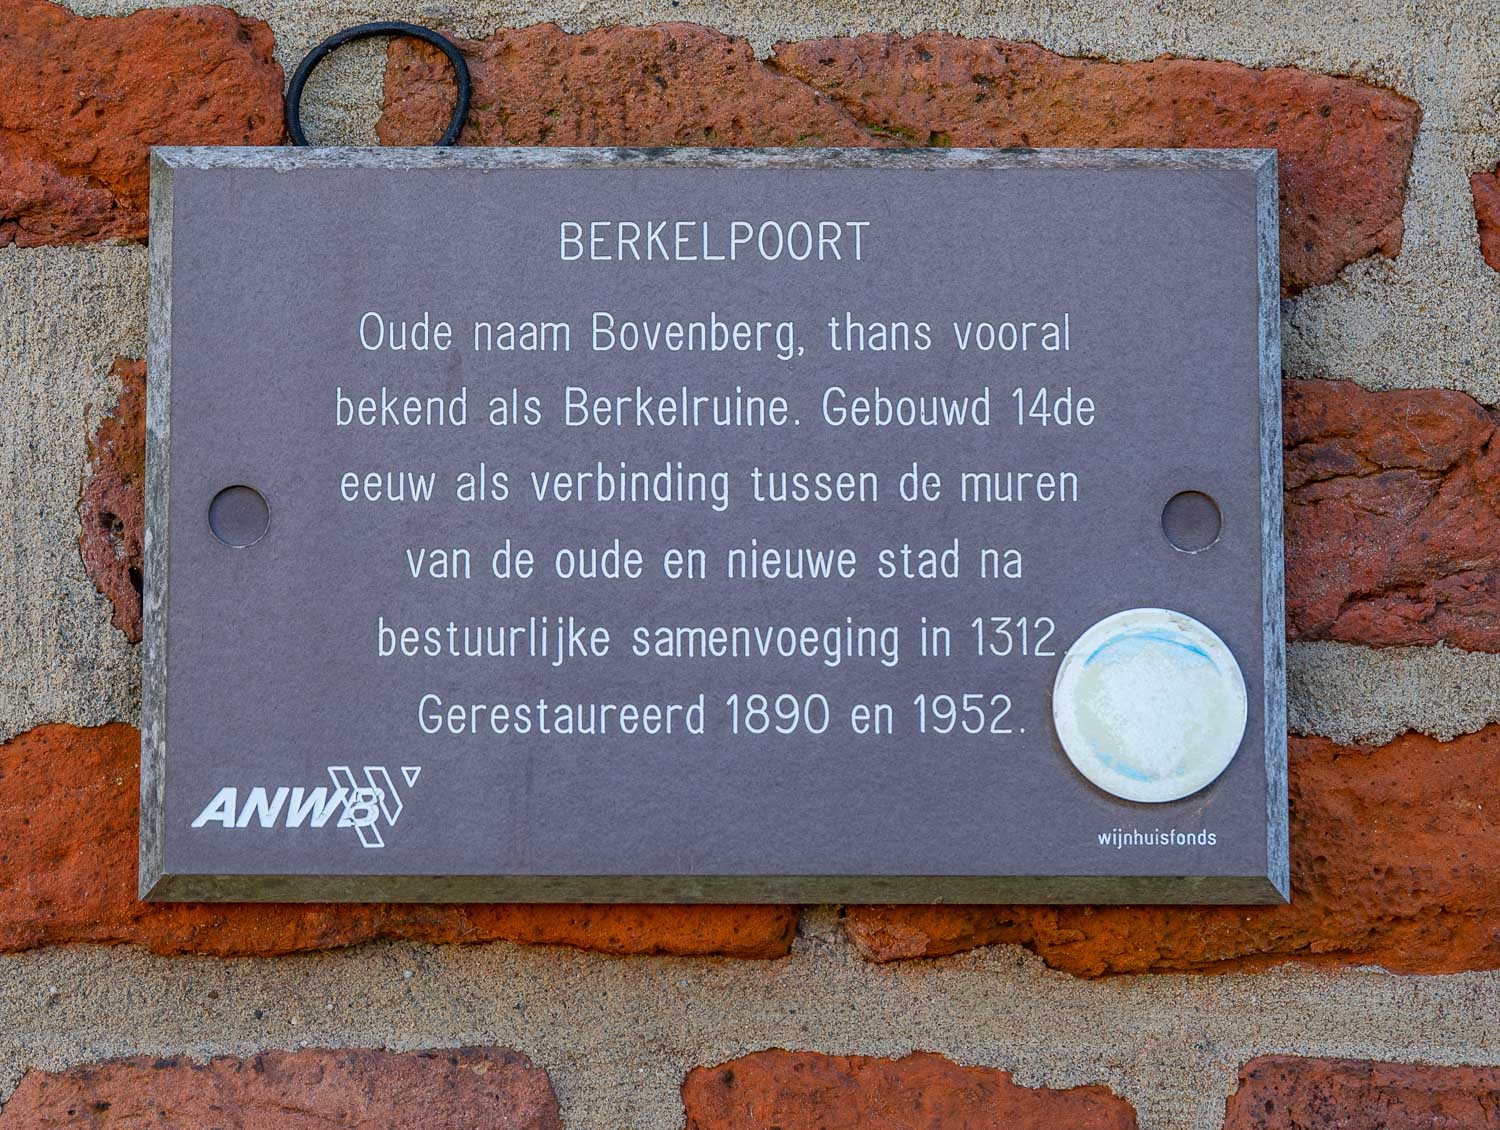 BERKELPOORT
Oude naam Bovenberg, thans vooral
bekend als Berkelruine. Gebouwd 14de
eeuw als verbinding tussen de muren
van de oude en nieuwe stad na
bestuurlijke samenvoeging in 1312.
Gerestaureerd 1890 en 1952.
ANWB
wijnhuisfonds